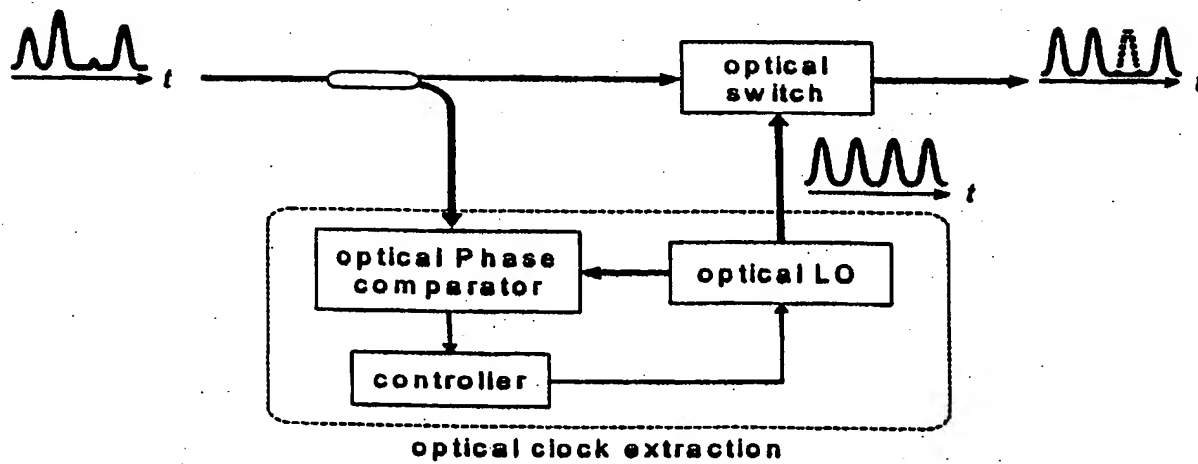 t
optical
switch
t
t
optical Phase
comparator
optical LO
controller
optical clock extraction